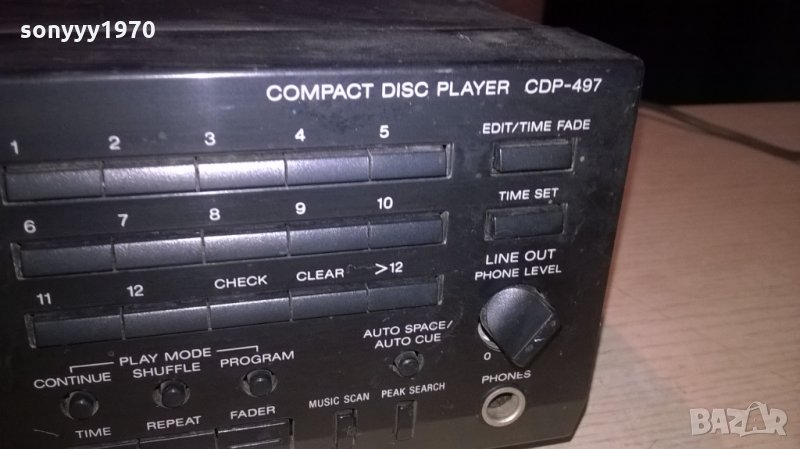 sonyyy1970
COMPACT DISC PLAYER CDP-497
1 2 3 4 5
EDIT/TIME FADE
6 7 8 9 10
TIME SET
11 12 CHECK CLEAR >12
LINE OUT
PHONE LEVEL
AUTO SPACE/
AUTO CUE
PLAY MODE
CONTINUE SHUFFLE PROGRAM
0
PHONES
TIME REPEAT FADER MUSIC SCAN PEAK SEARCH
BAZAR